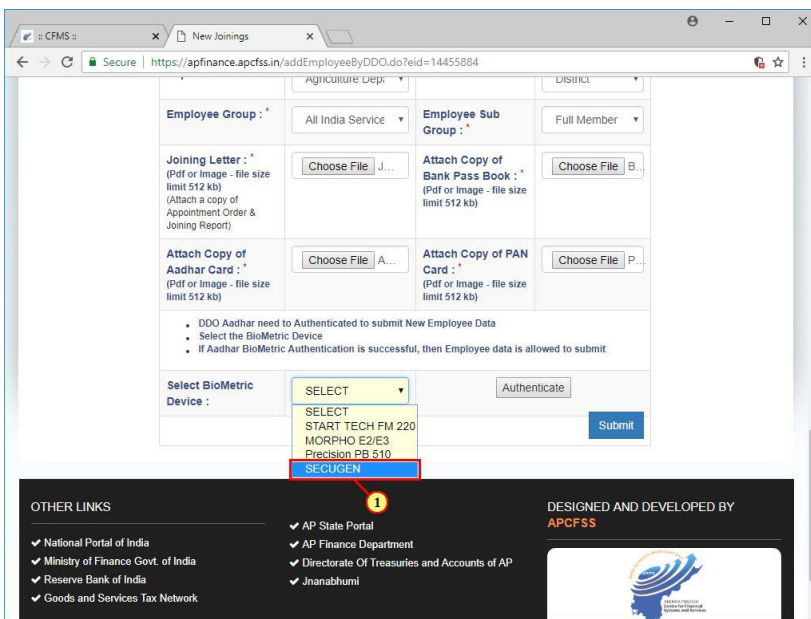 :: CFMS ::
New Joinings
Secure | https://apfinance.apcfss.in/addEmployeeByDDO.do?eid=14455884
Agriculture Dep:
District
Employee Group : *
All India Service
Employee Sub
Group : *
Full Member
Joining Letter : *
(Pdf or Image - file size
limit 512 kb)
(Attach a copy of
Appointment Order &
Joining Report)
Choose File J...
Attach Copy of
Bank Pass Book : *
(Pdf or Image - file size
limit 512 kb)
Choose File B...
Attach Copy of
Aadhar Card : *
(Pdf or Image - file size
limit 512 kb)
Choose File A...
Attach Copy of PAN
Card : *
(Pdf or Image - file size
limit 512 kb)
Choose File P...
DDO Aadhar need to Authenticated to submit New Employee Data
Select the BioMetric Device
If Aadhar BioMetric Authentication is successful, then Employee data is allowed to submit
Select BioMetric
Device :
SELECT
Authenticate
SELECT
START TECH FM 220
MORPHO E2/E3
Precision PB 510
SECUGEN
Submit
1
OTHER LINKS
National Portal of India
Ministry of Finance Govt. of India
Reserve Bank of India
Goods and Services Tax Network
AP State Portal
AP Finance Department
Directorate Of Treasuries and Accounts of AP
Jnanabhumi
DESIGNED AND DEVELOPED BY
APCFSS
ANDHRA PRADESH
Centre for Financial
Systems and Services